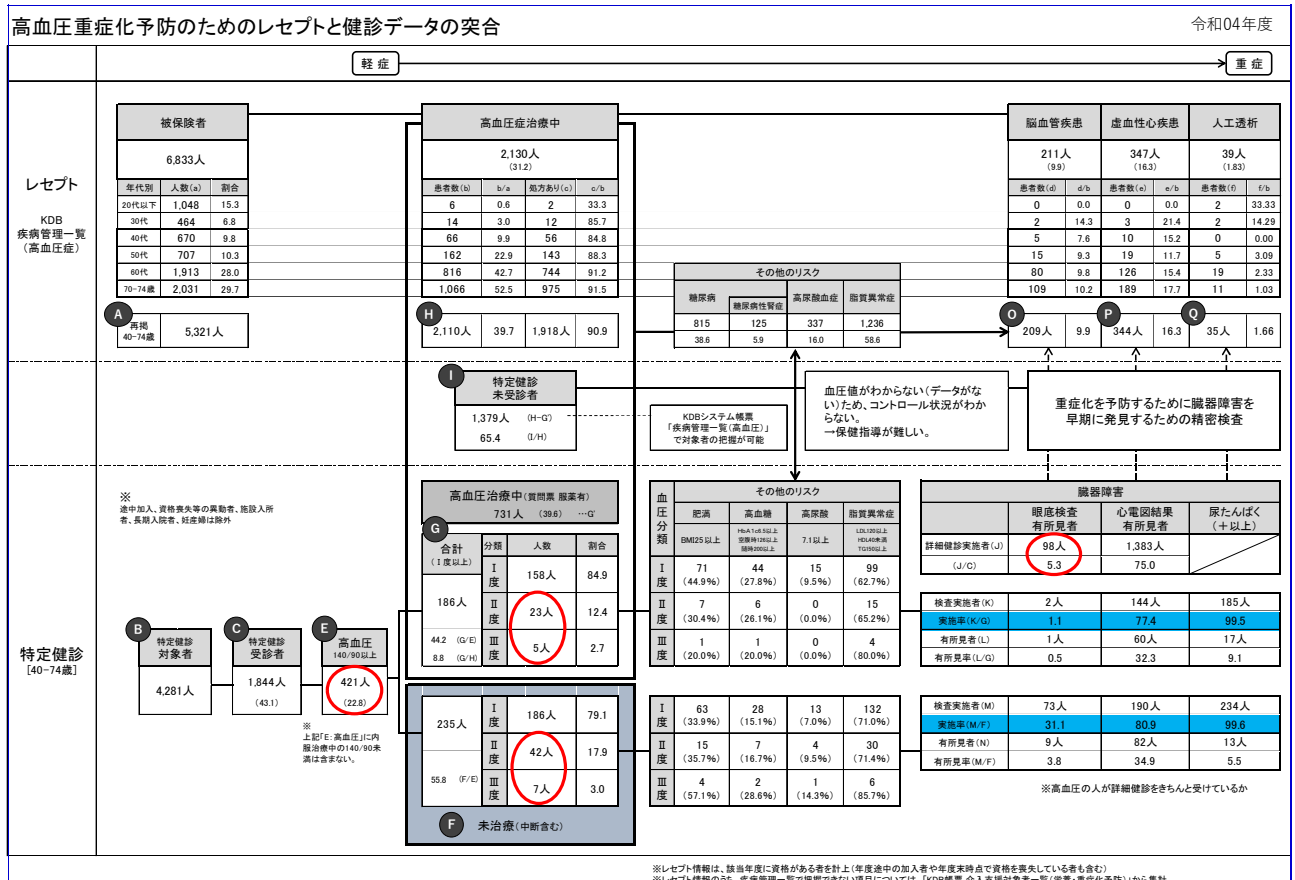 高血圧重症化予防のためのレセプトと健診データの突合
令和04年度
軽症
重症
レセプト
KDB
疾病管理一覧
（高血圧症）
被保険者
6,833人
年代別 人数(a) 割合
20代以下 1,048 15.3
30代 464 6.8
40代 670 9.8
50代 707 10.3
60代 1,913 28.0
70-74歳 2,031 29.7
A
再掲
40-74歳
5,321人
高血圧症治療中
2,130人
(31.2)
患者数(b) b/a 処方あり(c) c/b
6 0.6 2 33.3
14 3.0 12 85.7
66 9.9 56 84.8
162 22.9 143 88.3
816 42.7 744 91.2
1,066 52.5 975 91.5
H
2,110人 39.7 1,918人 90.9
その他のリスク
糖尿病 糖尿病性腎症 高尿酸血症 脂質異常症
815 125 337 1,236
38.6 5.9 16.0 58.6
脳血管疾患 虚血性心疾患 人工透析
211人 347人 39人
(9.9) (16.3) (1.83)
患者数(d) d/b 患者数(e) e/b 患者数(f) f/b
0 0.0 0 0.0 2 33.33
2 14.3 3 21.4 2 14.29
5 7.6 10 15.2 0 0.00
15 9.3 19 11.7 5 3.09
80 9.8 126 15.4 19 2.33
109 10.2 189 17.7 11 1.03
O P Q
209人 9.9 344人 16.3 35人 1.66
I
特定健診
未受診者
1,379人 (H-G')
65.4 (I/H)
KDBシステム帳票
「疾病管理一覧(高血圧)」
で対象者の把握が可能
血圧値がわからない（データがな
い）ため、コントロール状況がわか
らない。
→保健指導が難しい。
重症化を予防するために臓器障害を
早期に発見するための精密検査
特定健診
[40-74歳]
※
途中加入、資格喪失等の異動者、施設入所
者、長期入院者、妊産婦は除外
B
特定健診
対象者
4,281人
C
特定健診
受診者
1,844人
(43.1)
E
高血圧
140/90以上
421人
(22.8)
※
上記「E:高血圧」に内
服治療中の140/90未
満は含まない。
高血圧治療中(質問票 服薬有)
731人 (39.6) …G'
G
合計
(Ⅰ度以上)
分類 人数 割合
186人
44.2 (G/E)
8.8 (G/H)
Ⅰ度 158人 84.9
Ⅱ度 23人 12.4
Ⅲ度 5人 2.7
235人
55.8 (F/E)
Ⅰ度 186人 79.1
Ⅱ度 42人 17.9
Ⅲ度 7人 3.0
F
未治療(中断含む)
血圧分類
その他のリスク
肥満 高血糖 高尿酸 脂質異常症
BMI25以上
HbA1c6.5以上
空腹時126以上
随時200以上
7.1以上
LDL120以上
HDL40未満
TG150以上
Ⅰ度 71 44 15 99
(44.9%) (27.8%) (9.5%) (62.7%)
Ⅱ度 7 6 0 15
(30.4%) (26.1%) (0.0%) (65.2%)
Ⅲ度 1 1 0 4
(20.0%) (20.0%) (0.0%) (80.0%)
Ⅰ度 63 28 13 132
(33.9%) (15.1%) (7.0%) (71.0%)
Ⅱ度 15 7 4 30
(35.7%) (16.7%) (9.5%) (71.4%)
Ⅲ度 4 2 1 6
(57.1%) (28.6%) (14.3%) (85.7%)
臓器障害
眼底検査
有所見者
心電図結果
有所見者
尿たんぱく
(＋以上)
詳細健診実施者(J) 98人 1,383人
(J/C) 5.3 75.0
検査実施者(K) 2人 144人 185人
実施率(K/G) 1.1 77.4 99.5
有所見者(L) 1人 60人 17人
有所見率(L/G) 0.5 32.3 9.1
検査実施者(M) 73人 190人 234人
実施率(M/F) 31.1 80.9 99.6
有所見者(N) 9人 82人 13人
有所見率(M/F) 3.8 34.9 5.5
※高血圧の人が詳細健診をきちんと受けているか
※レセプト情報は、該当年度に資格がある者を計上（年度途中の加入者や年度末時点で資格を喪失している者も含む）